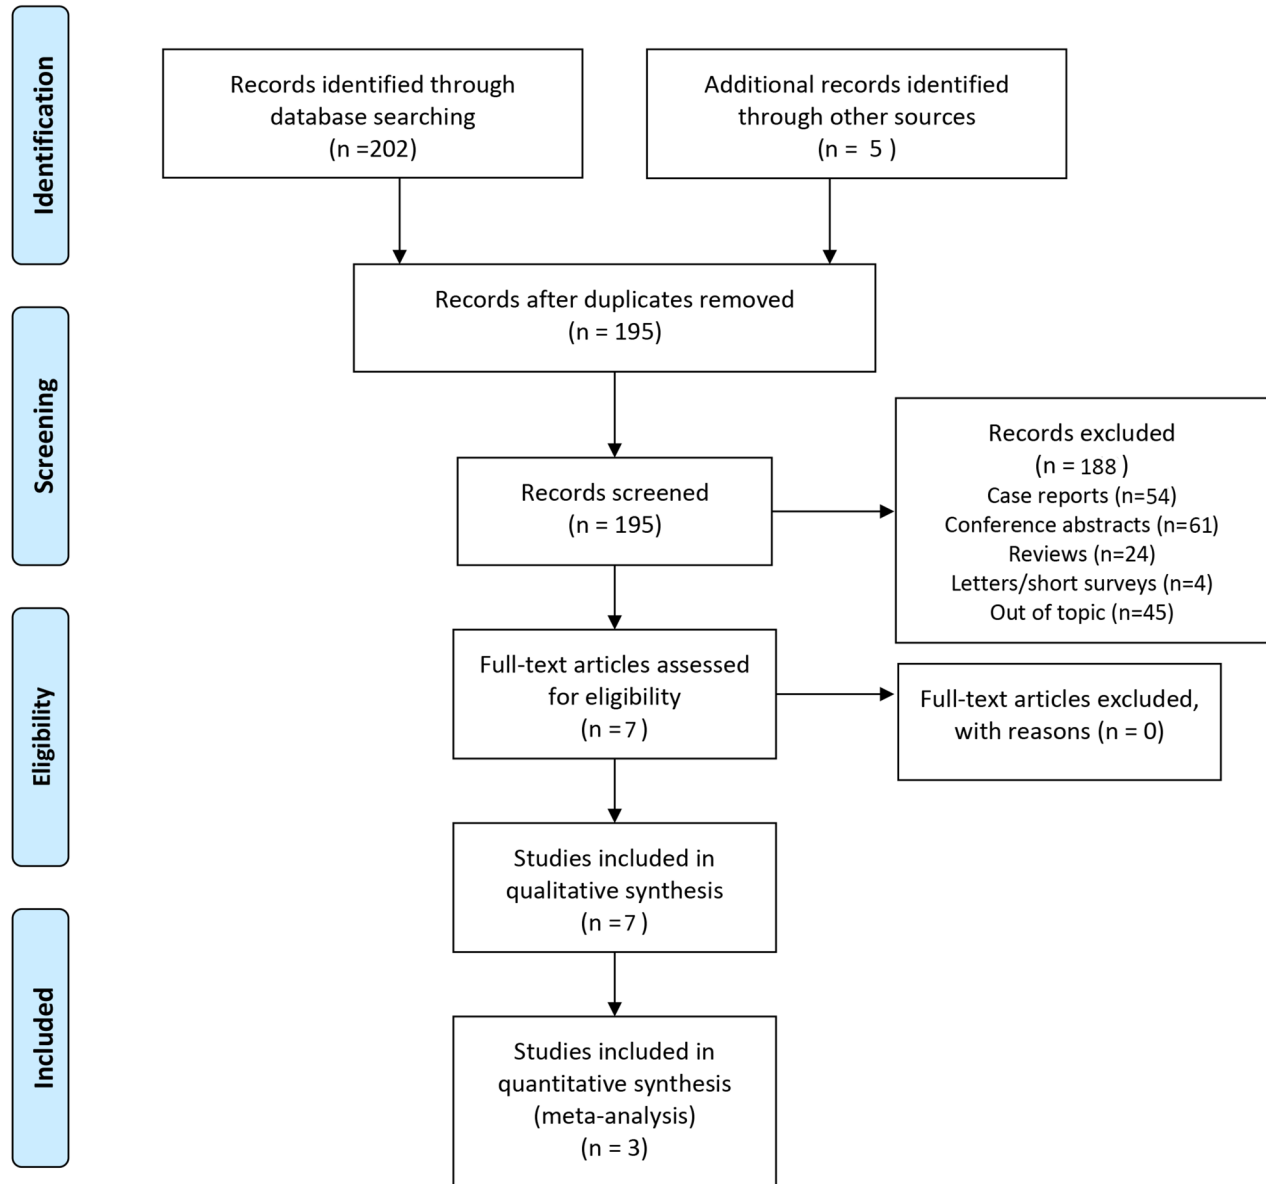 Identification
Records identified through
database searching
(n =202)
Additional records identified
through other sources
(n = 5 )
Records after duplicates removed
(n = 195)
Screening
Records screened
(n = 195)
Records excluded
(n = 188 )
Case reports (n=54)
Conference abstracts (n=61)
Reviews (n=24)
Letters/short surveys (n=4)
Out of topic (n=45)
Eligibility
Full-text articles assessed
for eligibility
(n =7 )
Full-text articles excluded,
with reasons (n = 0)
Studies included in
qualitative synthesis
(n =7 )
Included
Studies included in
quantitative synthesis
(meta-analysis)
(n = 3)